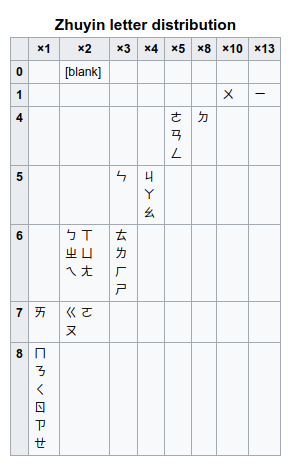 Zhuyin letter distribution
×1 ×2 ×3 ×4 ×5 ×8 ×10 ×13
0 [blank]
1 ㄨ ㄧ
4 ㄜ ㄉ
ㄢ
ㄥ
5 ㄣ ㄐ
ㄚ
ㄠ
6 ㄅ ㄒ ㄊ
ㄓ ㄩ ㄌ
ㄟ ㄤ ㄏ
ㄕ
7 ㄞ ㄍ ㄛ
ㄡ
8 ㄇ
ㄋ
ㄑ
ㄖ
ㄗ
ㄝ